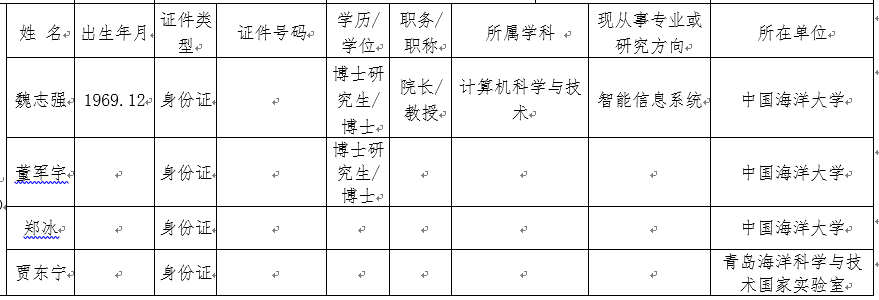 姓 名 出生年月 证件类型 证件号码 学历/学位 职务/职称 所属学科 现从事专业或研究方向 所在单位
魏志强 1969.12 身份证 博士研究生/博士 院长/教授 计算机科学与技术 智能信息系统 中国海洋大学
董军宇 身份证 博士研究生/博士 中国海洋大学
郑冰 身份证 中国海洋大学
贾东宁 身份证 青岛海洋科学与技术国家实验室